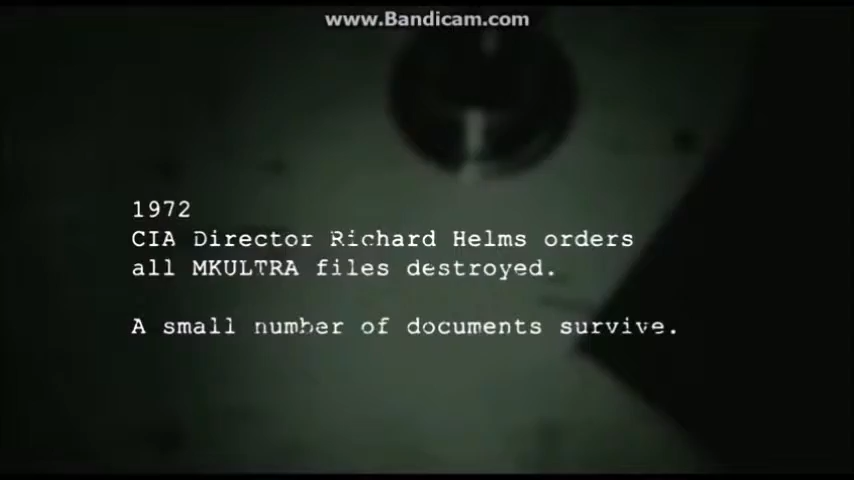 www.Bandicam.com
1972
CIA Director Richard Helms orders
all MKULTRA files destroyed.
A small number of documents survive.